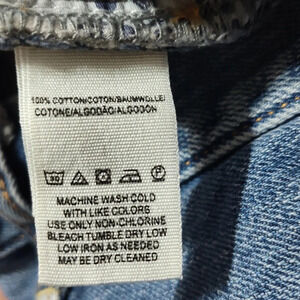 100% COTTON/COTON/BAUMWOLLE/
COTONE/ALGODÃO/ALGODÓN
MACHINE WASH COLD
WITH LIKE COLORS
USE ONLY NON-CHLORINE
BLEACH TUMBLE DRY LOW
LOW IRON AS NEEDED
MAY BE DRY CLEANED